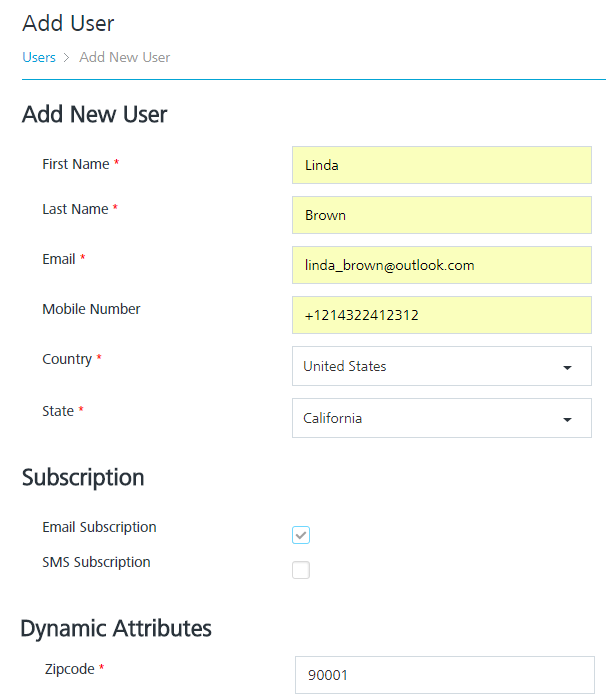 Add User
Users > Add New User
Add New User
First Name * Linda
Last Name * Brown
Email * linda_brown@outlook.com
Mobile Number +1214322412312
Country * United States
State * California
Subscription
Email Subscription
SMS Subscription
Dynamic Attributes
Zipcode * 90001